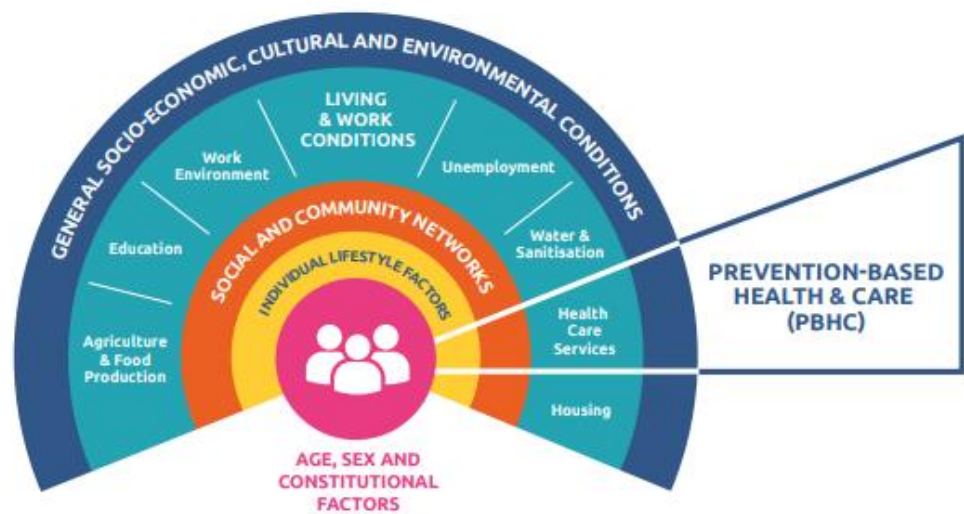 GENERAL SOCIO-ECONOMIC, CULTURAL AND ENVIRONMENTAL CONDITIONS
LIVING
& WORK
CONDITIONS
Work
Environment
Unemployment
Education
Water &
Sanitisation
Agriculture
& Food
Production
Health
Care
Services
Housing
SOCIAL AND COMMUNITY NETWORKS
INDIVIDUAL LIFESTYLE FACTORS
AGE, SEX AND
CONSTITUTIONAL
FACTORS
PREVENTION-BASED
HEALTH & CARE
(PBHC)